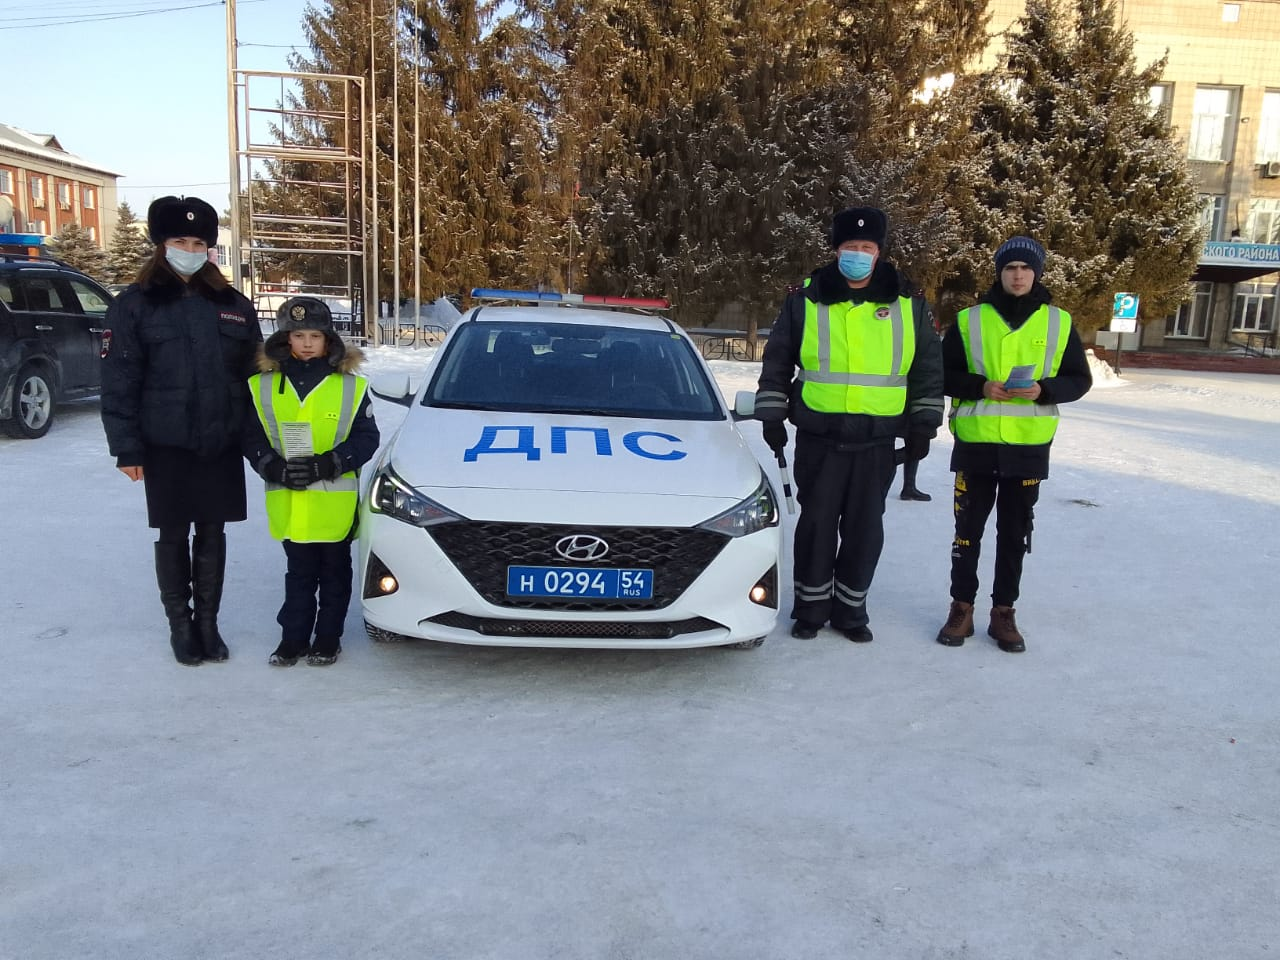 ПОЛИЦИЯ
ДПС
Н 0294 54
RUS
СКОГО РАЙОНА
P